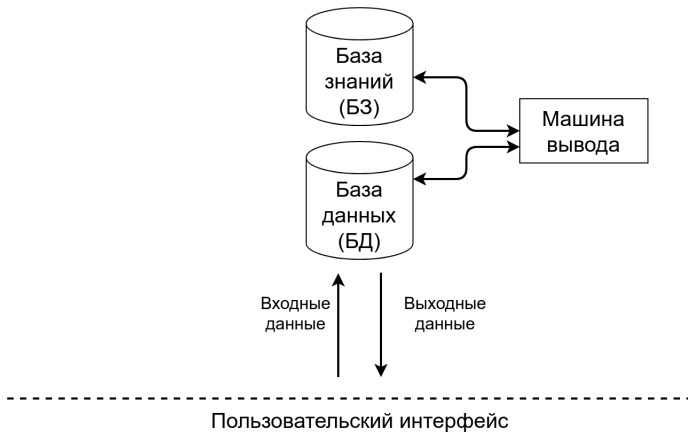 База
знаний
(БЗ)
Машина
вывода
База
данных
(БД)
Входные
данные
Выходные
данные
Пользовательский интерфейс